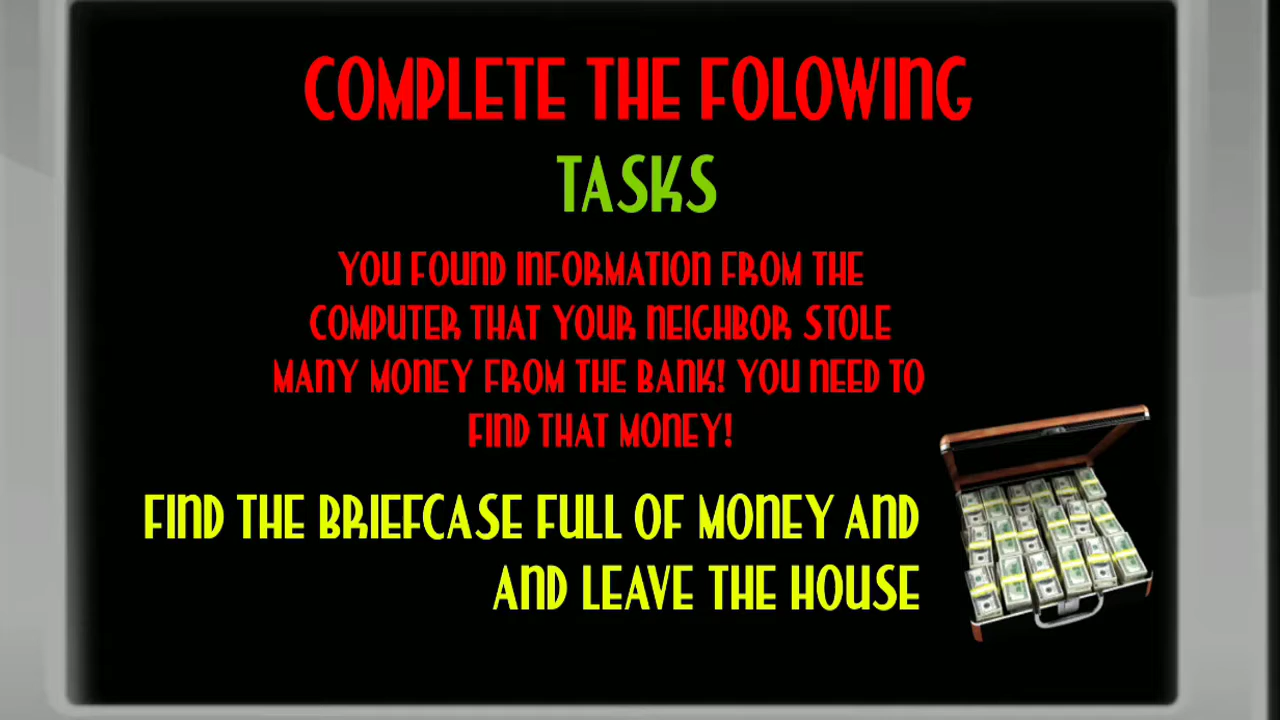 COMPLETE THE FOLOWING
TASKS
YOU FOUND INFORMATION FROM THE
COMPUTER THAT YOUR NEIGHBOR STOLE
MANY MONEY FROM THE BANK! YOU NEED TO
FIND THAT MONEY!
FIND THE BRIEFCASE FULL OF MONEY AND
AND LEAVE THE HOUSE